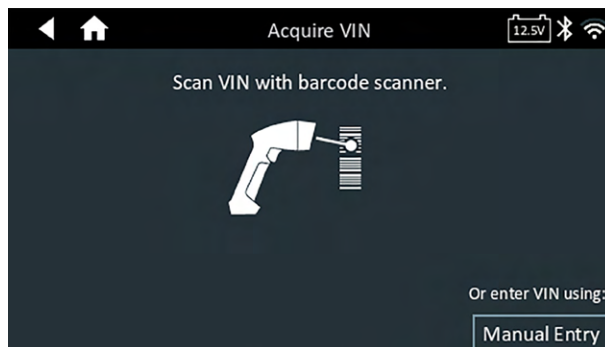 Acquire VIN
12.5V
Scan VIN with barcode scanner.
Or enter VIN using:
Manual Entry